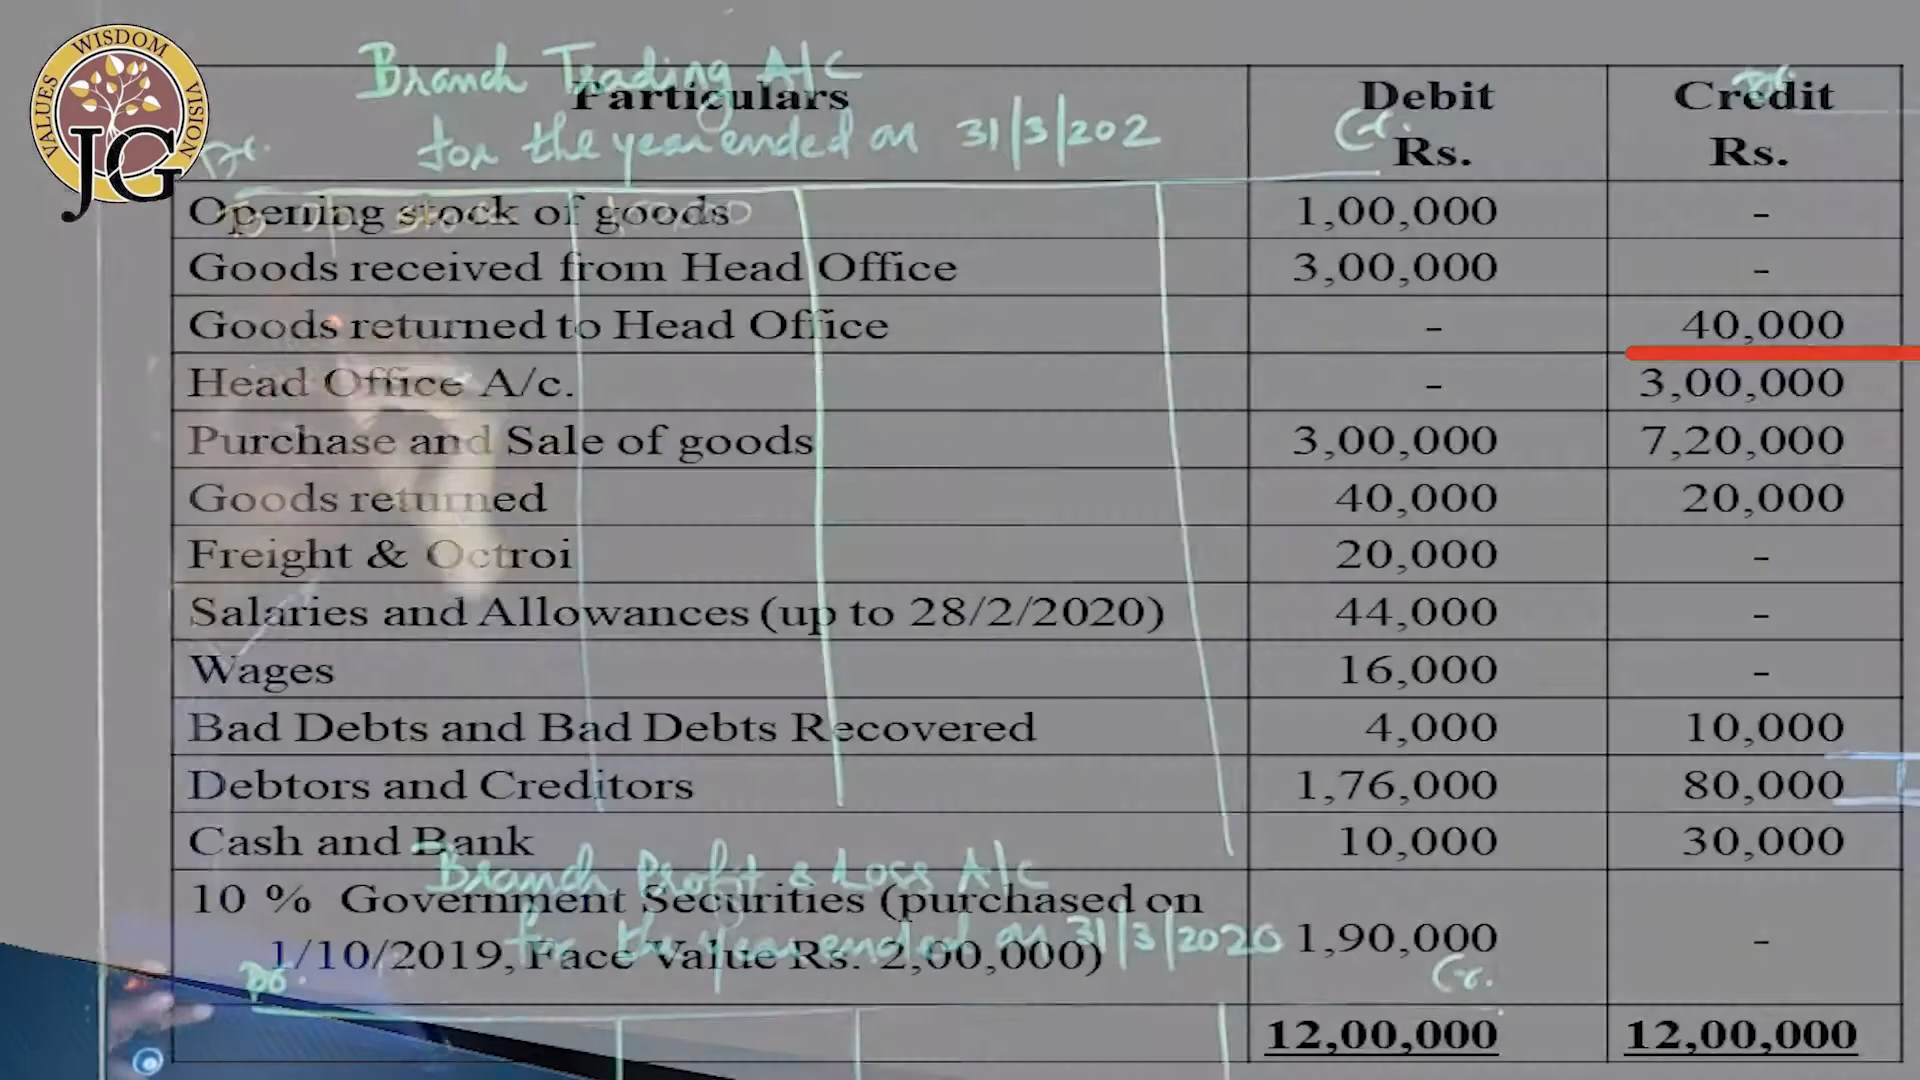 WISDOM
VALUES
VISION
JG
Branch Trading A/C
for the year ended on 31/3/202
Dr.
Cr.
Particulars Debit Rs. Credit Rs.
Opening stock of goods 1,00,000 -
Goods received from Head Office 3,00,000 -
Goods returned to Head Office - 40,000
Head Office A/c. - 3,00,000
Purchase and Sale of goods 3,00,000 7,20,000
Goods returned 40,000 20,000
Freight & Octroi 20,000 -
Salaries and Allowances (up to 28/2/2020) 44,000 -
Wages 16,000 -
Bad Debts and Bad Debts Recovered 4,000 10,000
Debtors and Creditors 1,76,000 80,000
Cash and Bank 10,000 30,000
Branch Profit & Loss A/C
for the year ended on 31/3/2020
Dr.
Cr.
10 % Government Securities (purchased on
1/10/2019, Face Value Rs. 2,00,000) 1,90,000 -
12,00,000 12,00,000